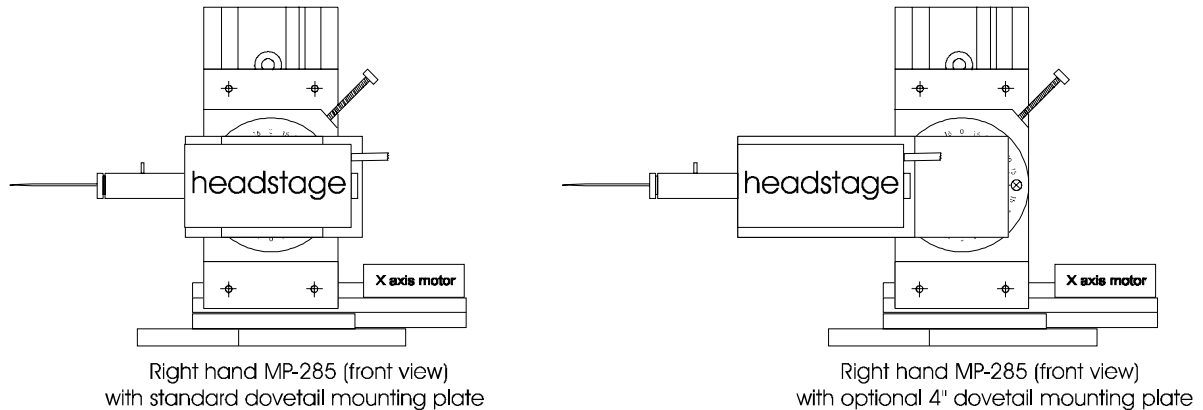 headstage
X axis motor
Right hand MP-285 (front view)
with standard dovetail mounting plate
headstage
X axis motor
Right hand MP-285 (front view)
with optional 4" dovetail mounting plate